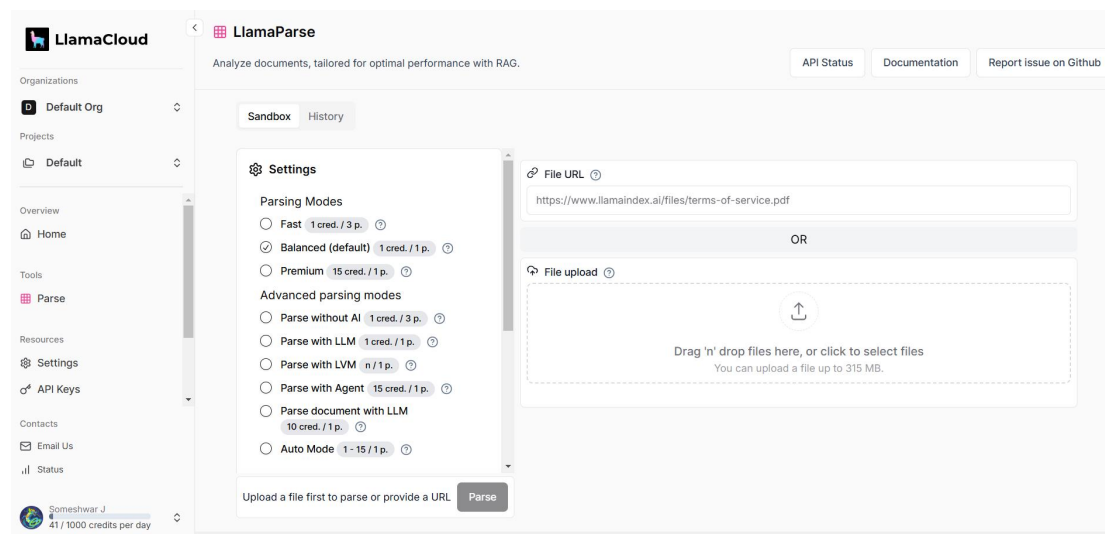 LlamaCloud
Organizations
D Default Org
Projects
Default
Overview
Home
Tools
Parse
Resources
Settings
API Keys
Contacts
Email Us
Status
Someshwar J
41 / 1000 credits per day
LlamaParse
Analyze documents, tailored for optimal performance with RAG.
API Status
Documentation
Report issue on Github
Sandbox
History
Settings
Parsing Modes
Fast 1 cred. / 3 p.
Balanced (default) 1 cred. / 1 p.
Premium 15 cred. / 1 p.
Advanced parsing modes
Parse without AI 1 cred. / 3 p.
Parse with LLM 1 cred. / 1 p.
Parse with LVM n / 1 p.
Parse with Agent 15 cred. / 1 p.
Parse document with LLM
10 cred. / 1 p.
Auto Mode 1 - 15 / 1 p.
Upload a file first to parse or provide a URL
Parse
File URL
https://www.llamaindex.ai/files/terms-of-service.pdf
OR
File upload
Drag 'n' drop files here, or click to select files
You can upload a file up to 315 MB.